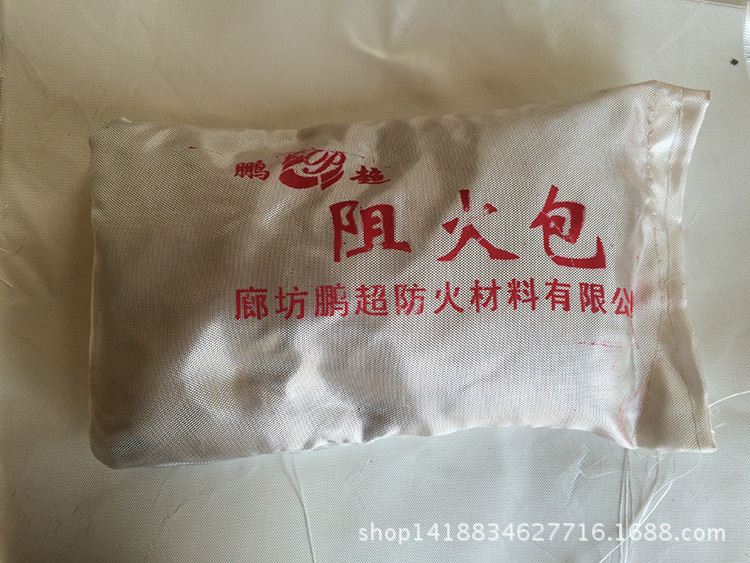 鹏 超
阻火包
廊坊鹏超防火材料有限公
shop1418834627716.1688.com